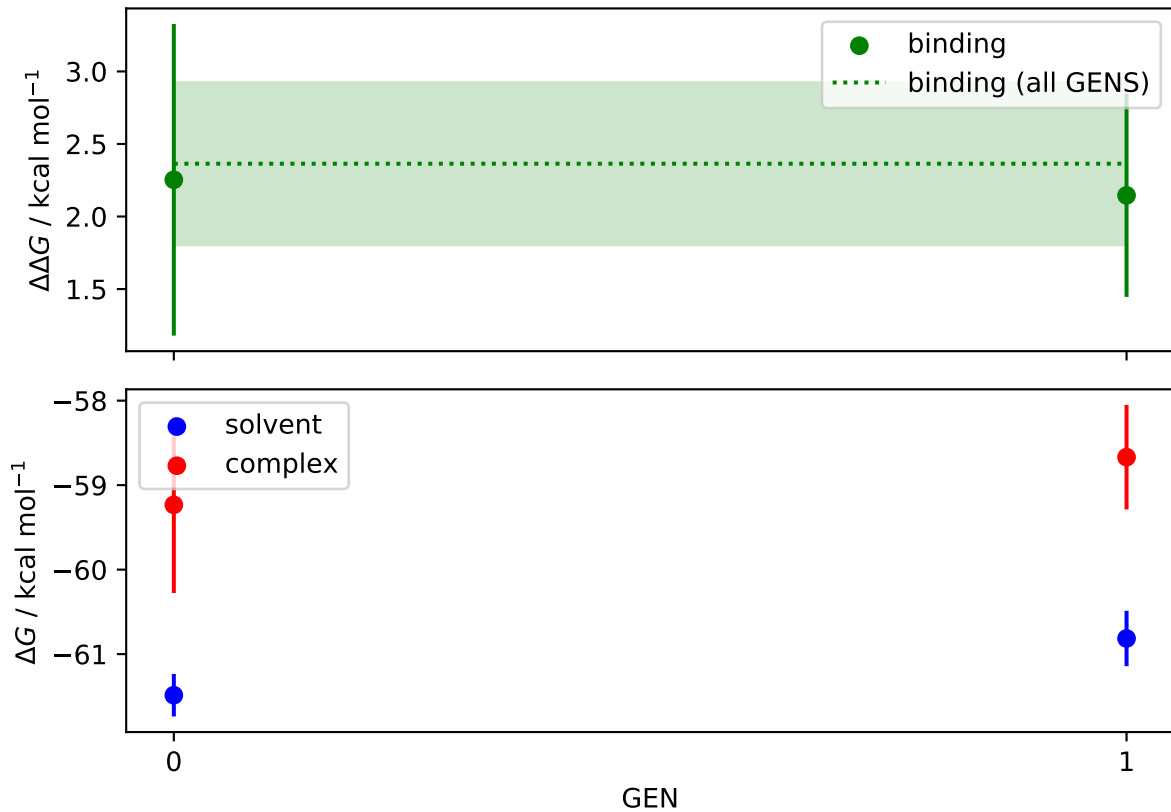 binding
binding (all GENS)
3.0
2.5
2.0
1.5
ΔΔG / kcal mol⁻¹
solvent
complex
−58
−59
−60
−61
ΔG / kcal mol⁻¹
0 1
GEN